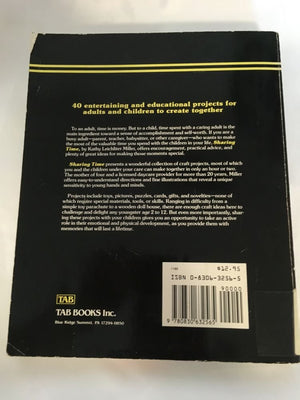 40 entertaining and educational projects for
adults and children to create together
To an adult, time is money. But to a child, time spent with a caring adult is the
main ingredient toward a sense of accomplishment and self-worth. If you are a
busy adult—parent, teacher, babysitter, or other caregiver—who wants to make
the most of the valuable time you spend with the children in your life, Sharing
Time, by Kathy Leichliter Miller, offers encouragement, practical advice, and
plenty of great ideas for making those moments special.
Sharing Time presents a wonderful collection of craft projects, most of which
you and the children under your care can make together in only an hour or two.
The mother of four and a licensed daycare provider for more than 20 years, Miller
offers easy-to-understand directions and fine illustrations that reveal a unique
sensitivity to young hands and minds.
Projects include toys, pictures, puzzles, cards, gifts, and novelties—none of
which require special materials, tools, or skills. Ranging in difficulty from a
simple toy parachute to a wooden doll house, there are enough craft ideas here to
challenge and delight any youngster age 2 to 12. But even more importantly, sharing
these projects with your children gives you an opportunity to take an active
role in their emotional and physical development, as you provide them with
memories that will last a lifetime.
TAB
TAB BOOKS Inc.
Blue Ridge Summit, PA 17294-0850
$12.95
ISBN 0-8306-3256-5
90000
9 780830 632565